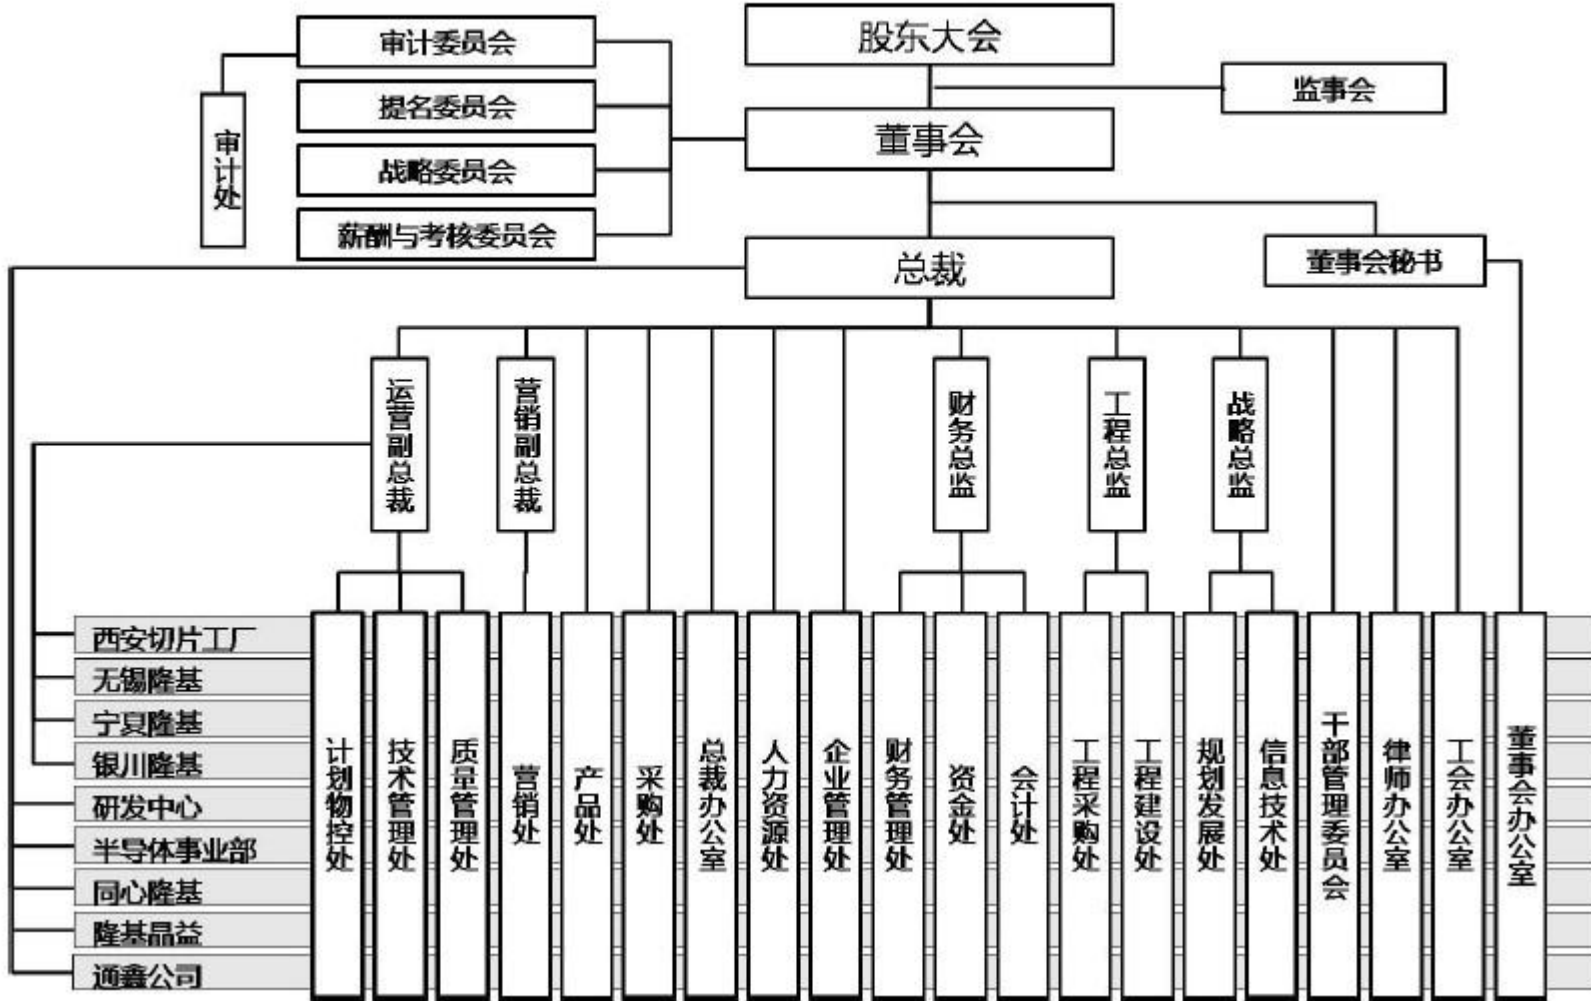 股东大会
审计委员会
监事会
提名委员会
审计处
董事会
战略委员会
薪酬与考核委员会
总裁
董事会秘书
运营副总裁
营销副总裁
财务总监
工程总监
战略总监
西安切片工厂
无锡隆基
宁夏隆基
银川隆基
研发中心
半导体事业部
同心隆基
隆基晶益
通鑫公司
计划物控处
技术管理处
质量管理处
营销处
产品处
采购处
总裁办公室
人力资源处
企业管理处
财务管理处
资金处
会计处
工程采购处
工程建设处
规划发展处
信息技术处
干部管理委员会
律师办公室
工会办公室
董事会办公室